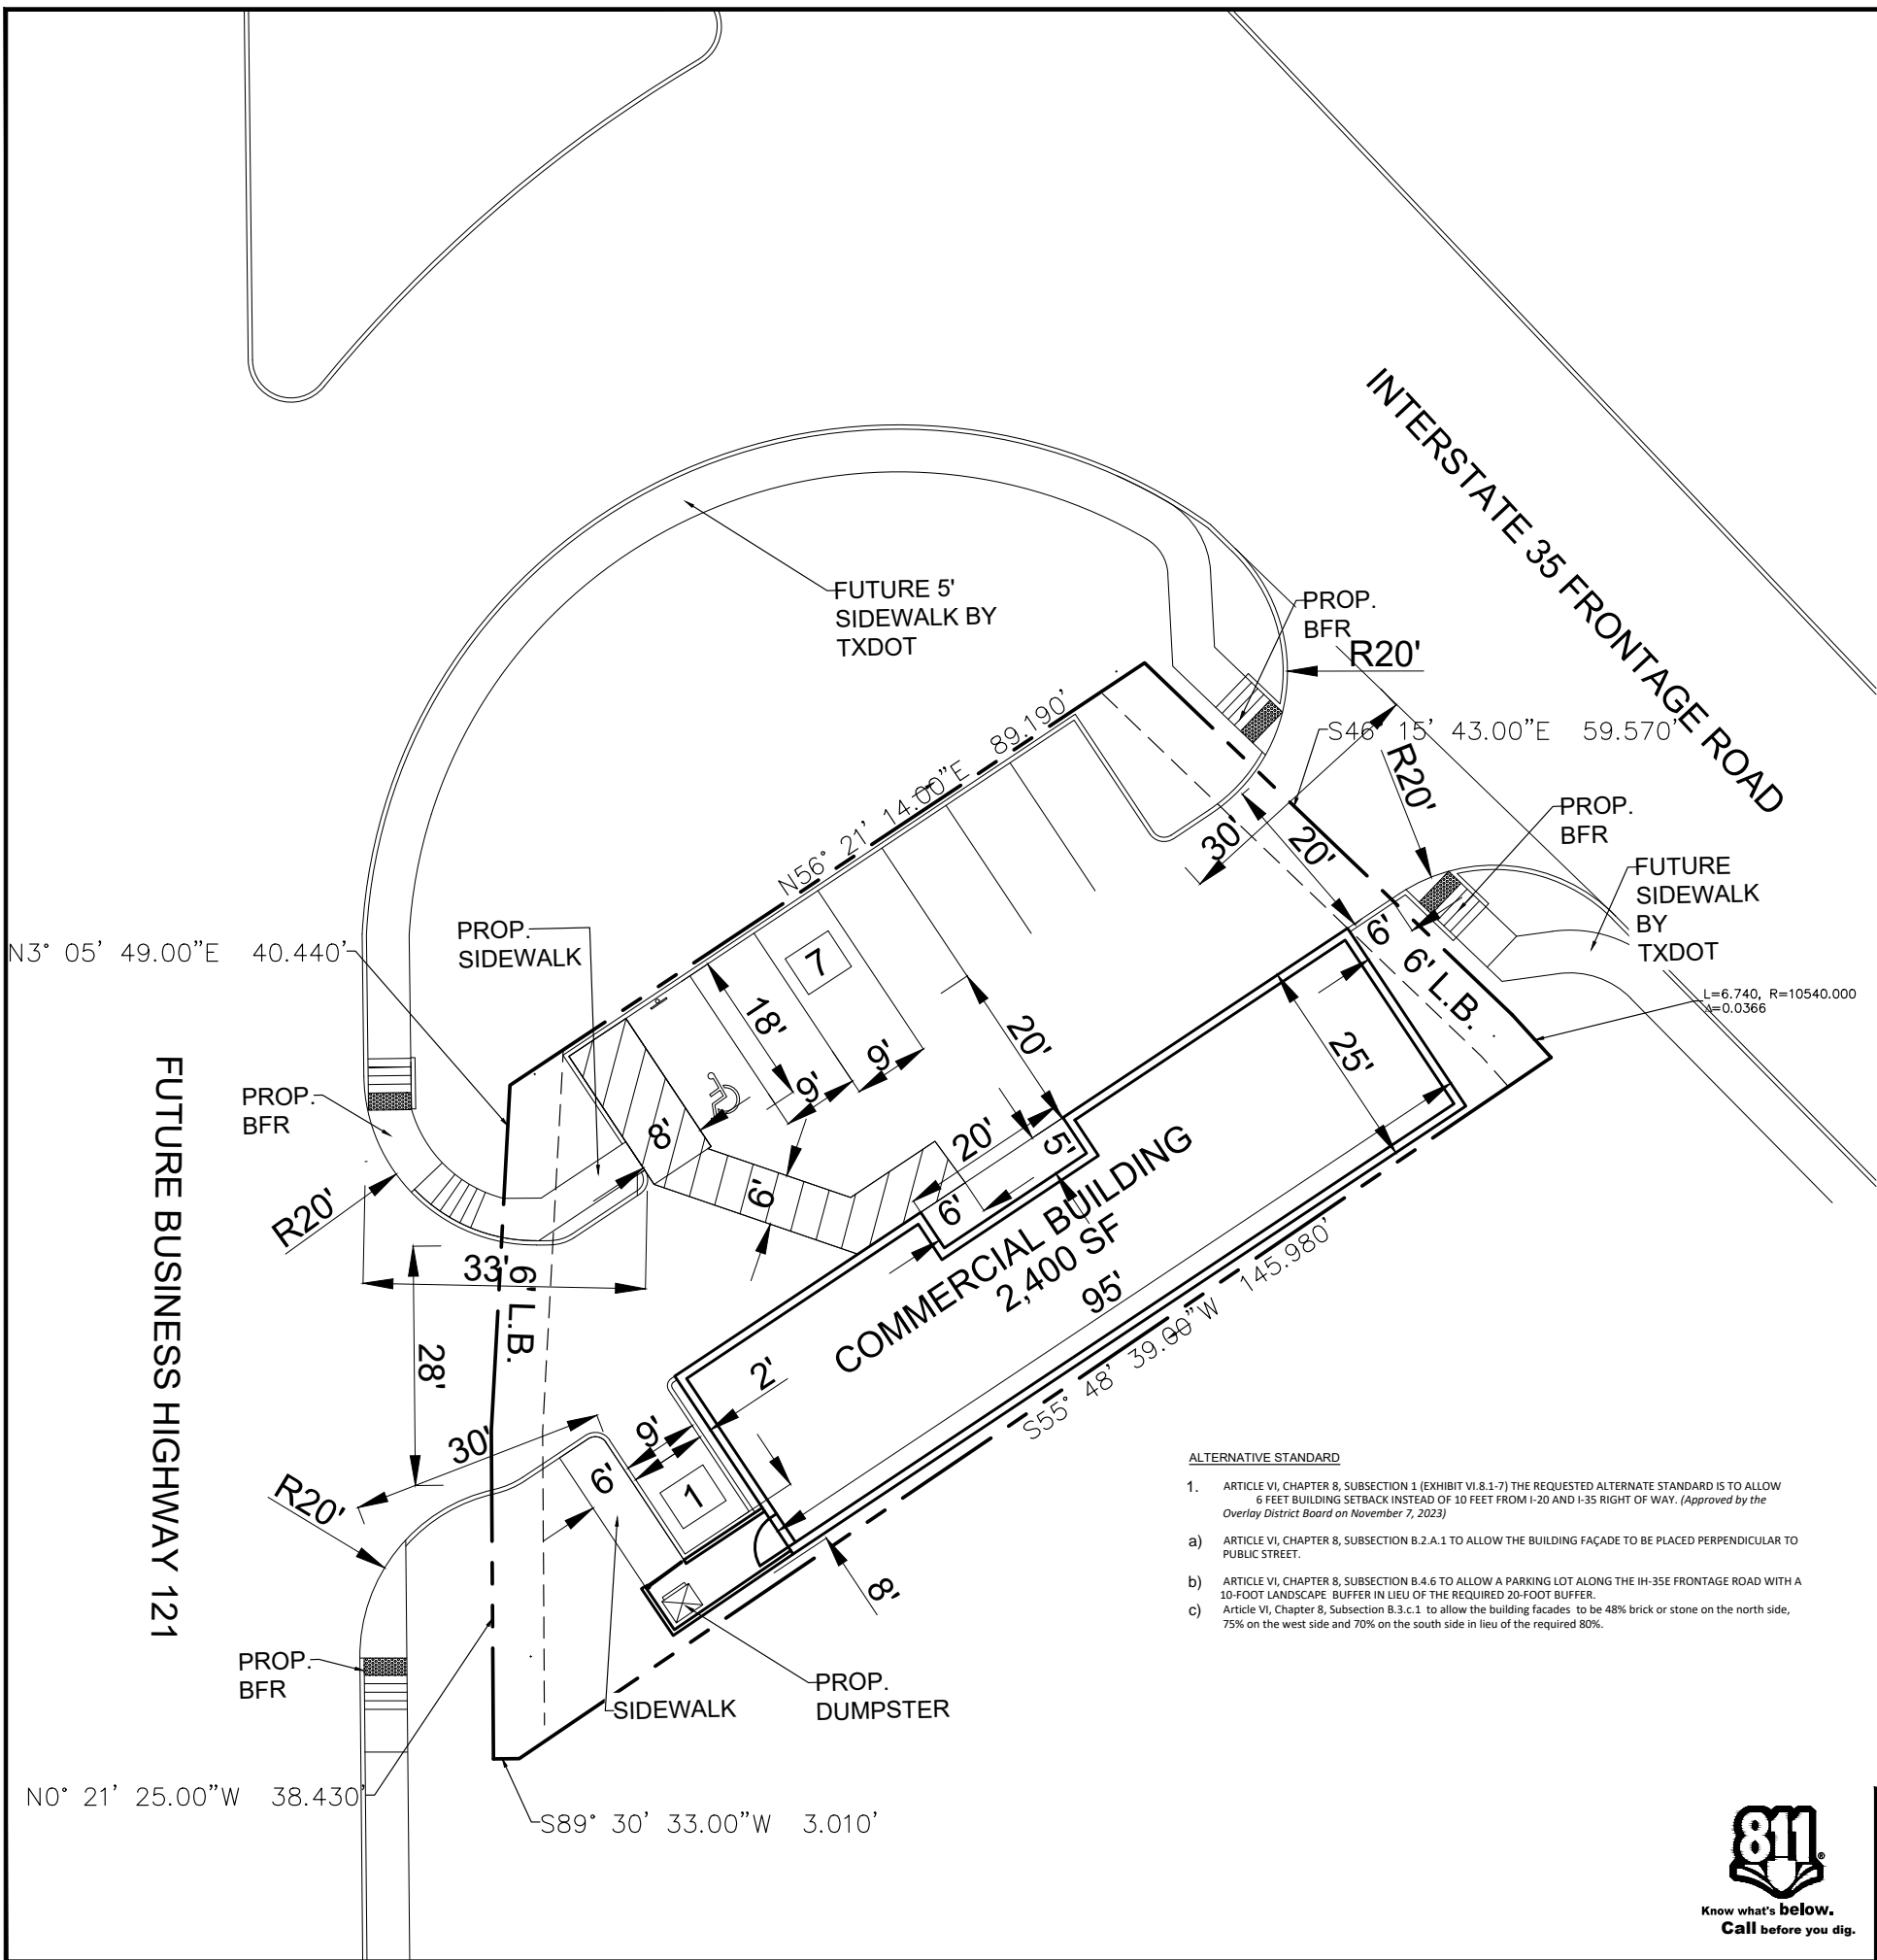 INTERSTATE 35 FRONTAGE ROAD
FUTURE 5'
SIDEWALK BY
TXDOT
PROP.
BFR
R20'
S46° 15' 43.00"E 59.570'
R20'
N56° 21' 14.00"E 89.190'
30'
20'
PROP.
BFR
FUTURE
SIDEWALK
BY
TXDOT
L=6.740, R=10540.000
Δ=0.0366
N3° 05' 49.00"E 40.440'
PROP.
SIDEWALK
7
18'
9'
9'
20'
6'
6' L.B.
25'
8'
20'
5'
6'
6'
PROP.
BFR
R20'
33'
6' L.B.
28'
FUTURE BUSINESS HIGHWAY 121
COMMERCIAL BUILDING
2,400 SF
95'
S55° 48' 39.00"W 145.980'
2'
9'
30'
6'
1
R20'
8'
PROP.
BFR
SIDEWALK
PROP.
DUMPSTER
N0° 21' 25.00"W 38.430'
S89° 30' 33.00"W 3.010'
ALTERNATIVE STANDARD
1. ARTICLE VI, CHAPTER 8, SUBSECTION 1 (EXHIBIT VI.8.1-7) THE REQUESTED ALTERNATE STANDARD IS TO ALLOW
6 FEET BUILDING SETBACK INSTEAD OF 10 FEET FROM I-20 AND I-35 RIGHT OF WAY. (Approved by the
Overlay District Board on November 7, 2023)
a) ARTICLE VI, CHAPTER 8, SUBSECTION B.2.A.1 TO ALLOW THE BUILDING FAÇADE TO BE PLACED PERPENDICULAR TO
PUBLIC STREET.
b) ARTICLE VI, CHAPTER 8, SUBSECTION B.4.6 TO ALLOW A PARKING LOT ALONG THE IH-35E FRONTAGE ROAD WITH A
10-FOOT LANDSCAPE BUFFER IN LIEU OF THE REQUIRED 20-FOOT BUFFER.
c) Article VI, Chapter 8, Subsection B.3.c.1 to allow the building facades to be 48% brick or stone on the north side,
75% on the west side and 70% on the south side in lieu of the required 80%.
811®
Know what's below.
Call before you dig.